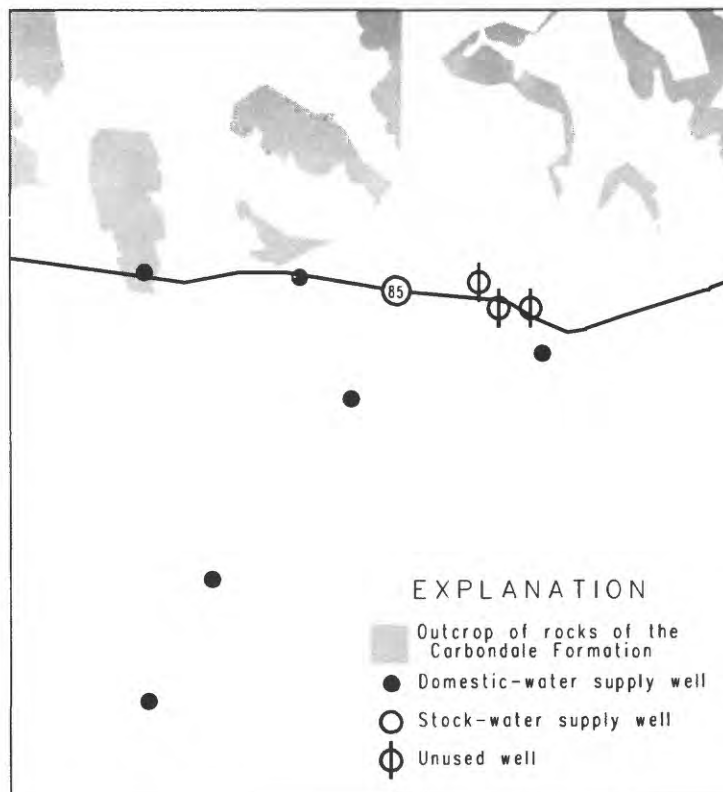 85
EXPLANATION
Outcrop of rocks of the
Carbondale Formation
Domestic-water supply well
Stock-water supply well
Unused well